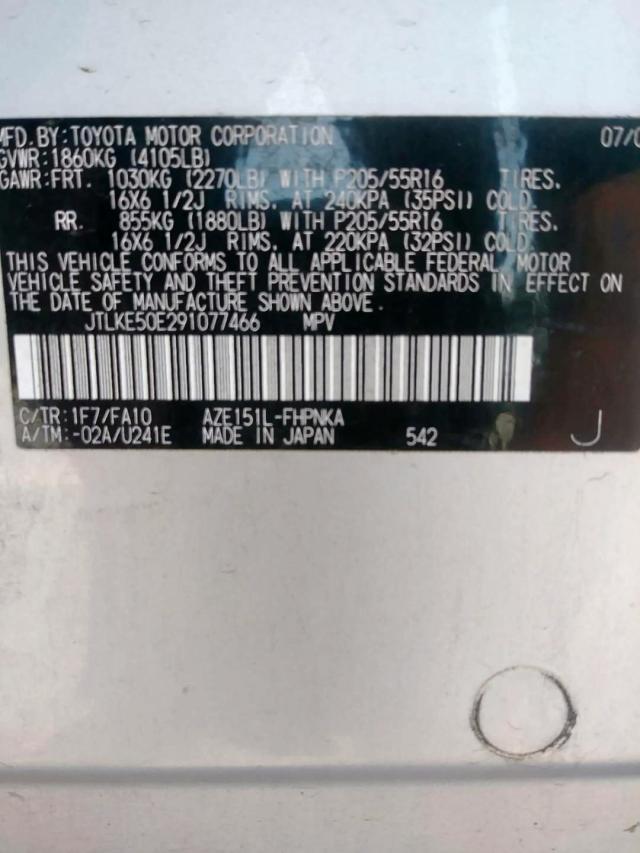 MFD. BY: TOYOTA MOTOR CORPORATION 07/0
GVWR: 1860KG (4105LB)
GAWR: FRT. 1030KG (2270LB) WITH P205/55R16 TIRES.
16X6 1/2J RIMS. AT 240KPA (35PSI) COLD.
RR. 855KG (1880LB) WITH P205/55R16 TIRES.
16X6 1/2J RIMS. AT 220KPA (32PSI) COLD.
THIS VEHICLE CONFORMS TO ALL APPLICABLE FEDERAL MOTOR
VEHICLE SAFETY AND THEFT PREVENTION STANDARDS IN EFFECT ON
THE DATE OF MANUFACTURE SHOWN ABOVE.
JTLKE50E291077466 MPV
C/TR: 1F7/FA10 AZE151L-FHPNKA
A/TM: -02A/U241E MADE IN JAPAN 542 J